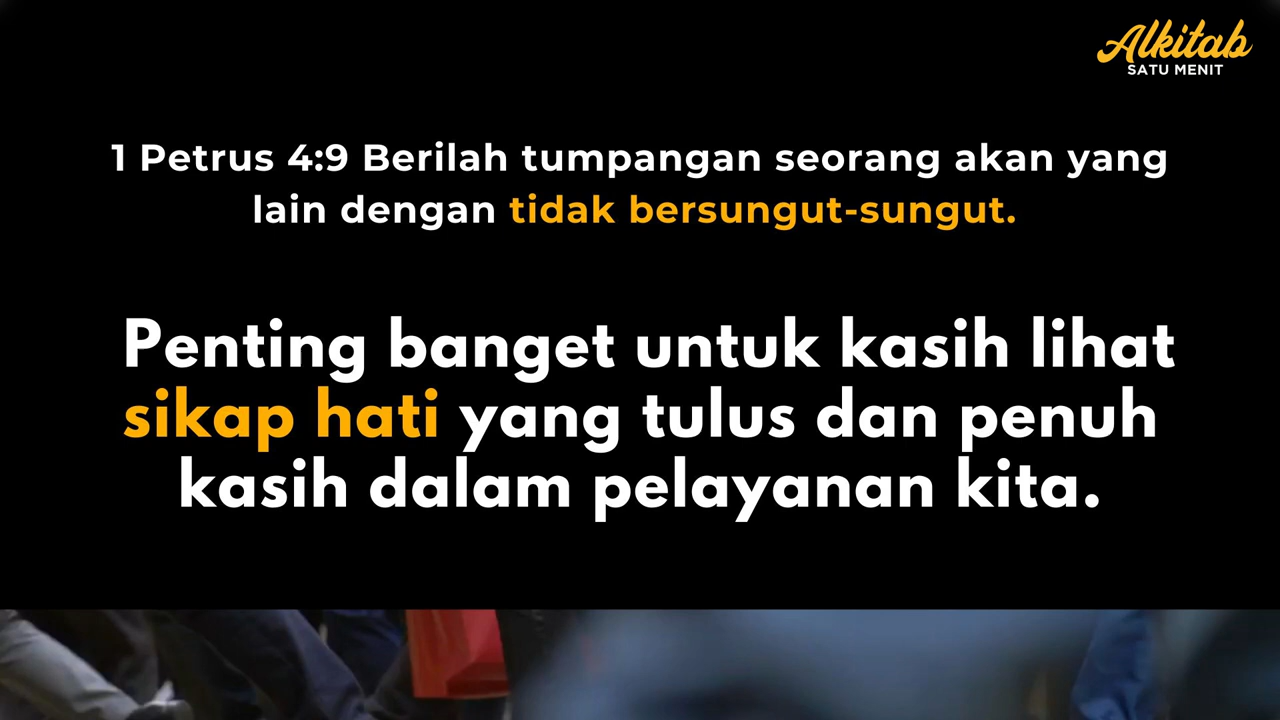 Alkitab
SATU MENIT
1 Petrus 4:9 Berilah tumpangan seorang akan yang
lain dengan tidak bersungut-sungut.
Penting banget untuk kasih lihat
sikap hati yang tulus dan penuh
kasih dalam pelayanan kita.